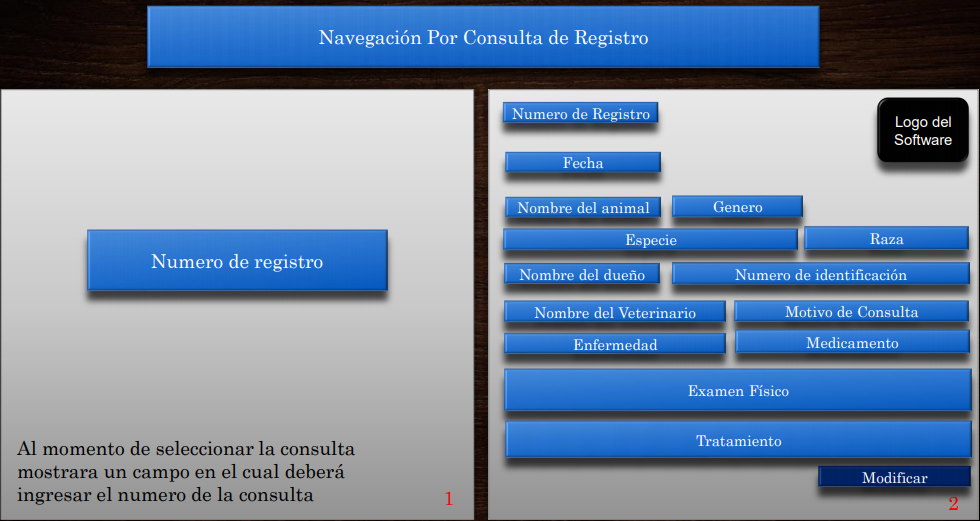 Navegación Por Consulta de Registro
Numero de registro
Al momento de seleccionar la consulta
mostrara un campo en el cual deberá
ingresar el numero de la consulta
1
Numero de Registro
Logo del
Software
Fecha
Nombre del animal
Genero
Especie
Raza
Nombre del dueño
Numero de identificación
Nombre del Veterinario
Motivo de Consulta
Enfermedad
Medicamento
Examen Físico
Tratamiento
Modificar
2